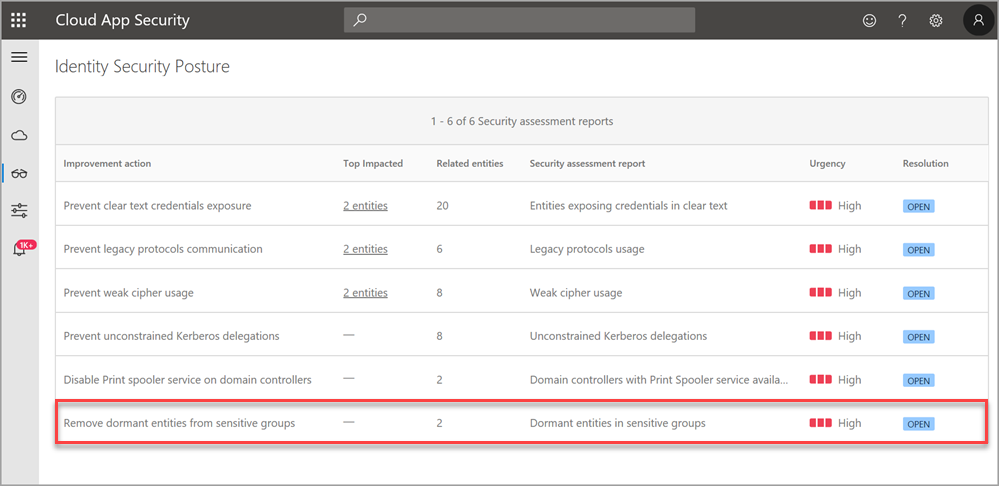 Cloud App Security
?
1K+
Identity Security Posture
1 - 6 of 6 Security assessment reports
Improvement action Top Impacted Related entities Security assessment report Urgency Resolution
Prevent clear text credentials exposure 2 entities 20 Entities exposing credentials in clear text High OPEN
Prevent legacy protocols communication 2 entities 6 Legacy protocols usage High OPEN
Prevent weak cipher usage 2 entities 8 Weak cipher usage High OPEN
Prevent unconstrained Kerberos delegations — 8 Unconstrained Kerberos delegations High OPEN
Disable Print spooler service on domain controllers — 2 Domain controllers with Print Spooler service availa... High OPEN
Remove dormant entities from sensitive groups — 2 Dormant entities in sensitive groups High OPEN